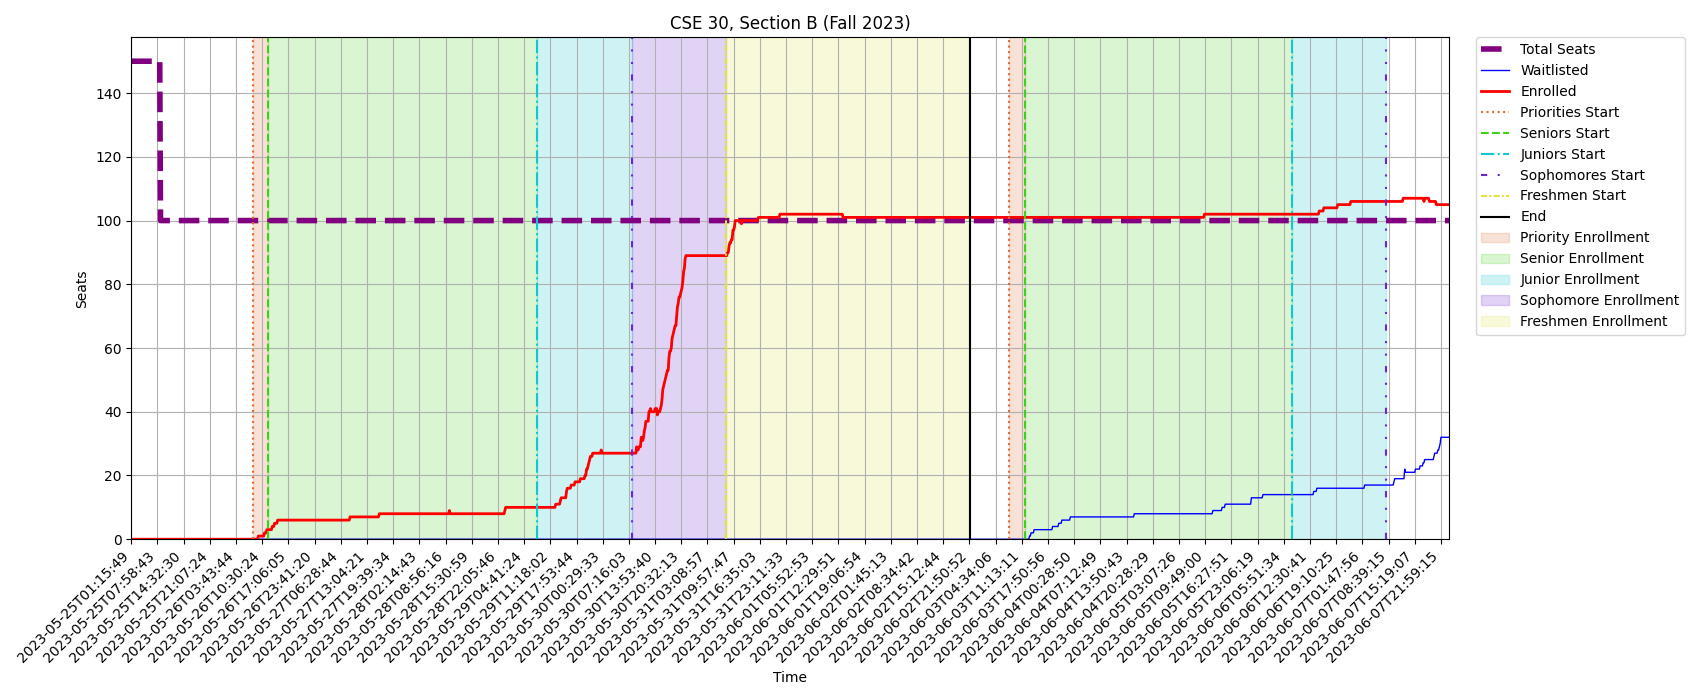 CSE 30, Section B (Fall 2023)
Seats
140
120
100
80
60
40
20
0
2023-05-25T01:15:49
2023-05-25T07:58:43
2023-05-25T14:32:30
2023-05-25T21:07:24
2023-05-26T03:43:44
2023-05-26T10:30:24
2023-05-26T17:06:05
2023-05-26T23:41:20
2023-05-27T06:28:44
2023-05-27T13:04:21
2023-05-27T19:39:34
2023-05-28T02:14:43
2023-05-28T08:56:16
2023-05-28T15:30:59
2023-05-28T22:05:46
2023-05-29T04:41:24
2023-05-29T11:18:02
2023-05-29T17:53:44
2023-05-30T00:29:33
2023-05-30T07:16:03
2023-05-30T13:53:40
2023-05-30T20:32:13
2023-05-31T03:08:57
2023-05-31T09:57:47
2023-05-31T16:35:03
2023-05-31T23:11:33
2023-06-01T05:52:53
2023-06-01T12:29:51
2023-06-01T19:06:54
2023-06-02T01:45:13
2023-06-02T08:34:42
2023-06-02T15:12:44
2023-06-02T21:50:52
2023-06-03T04:34:06
2023-06-03T11:13:11
2023-06-03T17:50:56
2023-06-04T00:28:50
2023-06-04T07:12:49
2023-06-04T13:50:43
2023-06-04T20:28:29
2023-06-05T03:07:26
2023-06-05T09:49:00
2023-06-05T16:27:51
2023-06-05T23:06:19
2023-06-06T05:51:34
2023-06-06T12:30:41
2023-06-06T19:10:25
2023-06-07T01:47:56
2023-06-07T08:39:15
2023-06-07T15:19:07
2023-06-07T21:59:15
Time
Total Seats
Waitlisted
Enrolled
Priorities Start
Seniors Start
Juniors Start
Sophomores Start
Freshmen Start
End
Priority Enrollment
Senior Enrollment
Junior Enrollment
Sophomore Enrollment
Freshmen Enrollment